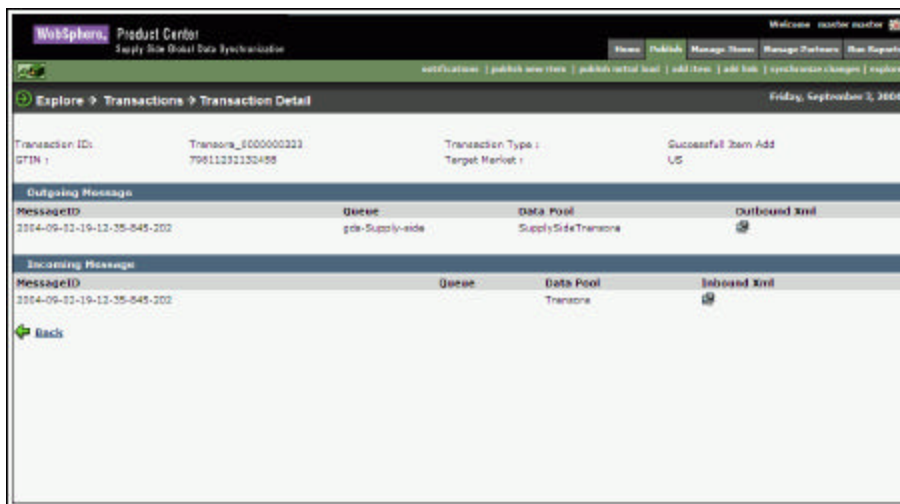 WebSphere. Product Center
Supply Side Global Data Synchronization
Welcome master master
Home Publish Manage Items Manage Partners Run Reports
notifications | publish new item | publish initial load | add item | add link | synchronize changes | explore
Explore Transactions Transaction Detail
Friday, September 3, 2004
Transaction ID: Transora_0000000323 Transaction Type : Successful Item Add
GTIN : Target Market : US
Outgoing Message
MessageID Queue Data Pool Outbound Xml
2004-09-02-19-12-35-845-202 gds-Supply-side SupplySideTransora
Incoming Message
MessageID Queue Data Pool Inbound Xml
2004-09-02-19-12-35-845-202 Transora
Back